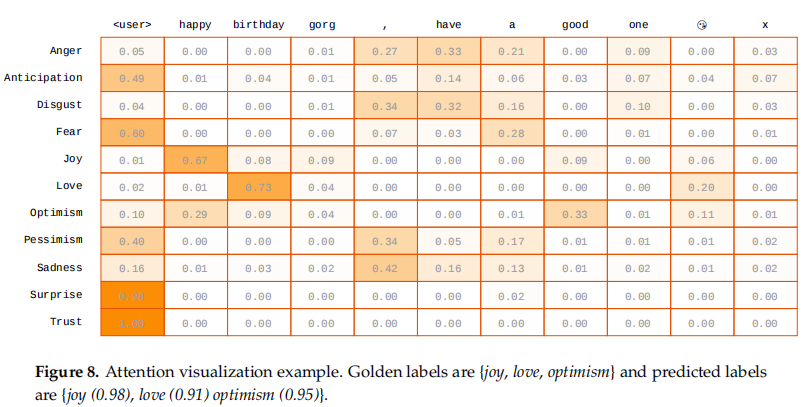 <user> happy birthday gorg , have a good one 😘 x
Anger 0.05 0.00 0.00 0.01 0.27 0.33 0.21 0.00 0.09 0.00 0.03
Anticipation 0.49 0.01 0.04 0.01 0.05 0.14 0.06 0.03 0.07 0.04 0.07
Disgust 0.04 0.00 0.00 0.01 0.34 0.32 0.16 0.00 0.10 0.00 0.03
Fear 0.60 0.00 0.00 0.00 0.07 0.03 0.28 0.00 0.01 0.00 0.01
Joy 0.01 0.67 0.08 0.09 0.00 0.00 0.00 0.09 0.00 0.06 0.00
Love 0.02 0.01 0.73 0.04 0.00 0.00 0.00 0.00 0.00 0.20 0.00
Optimism 0.10 0.29 0.09 0.04 0.00 0.00 0.01 0.33 0.01 0.11 0.01
Pessimism 0.40 0.00 0.00 0.00 0.34 0.05 0.17 0.01 0.01 0.01 0.02
Sadness 0.16 0.01 0.03 0.02 0.42 0.16 0.13 0.01 0.02 0.01 0.02
Surprise 0.00 0.00 0.00 0.00 0.00 0.02 0.00 0.00 0.00 0.00
Trust 1.00 0.00 0.00 0.00 0.00 0.00 0.00 0.00 0.00 0.00 0.00
Figure 8. Attention visualization example. Golden labels are {joy, love, optimism} and predicted labels
are {joy (0.98), love (0.91) optimism (0.95)}.